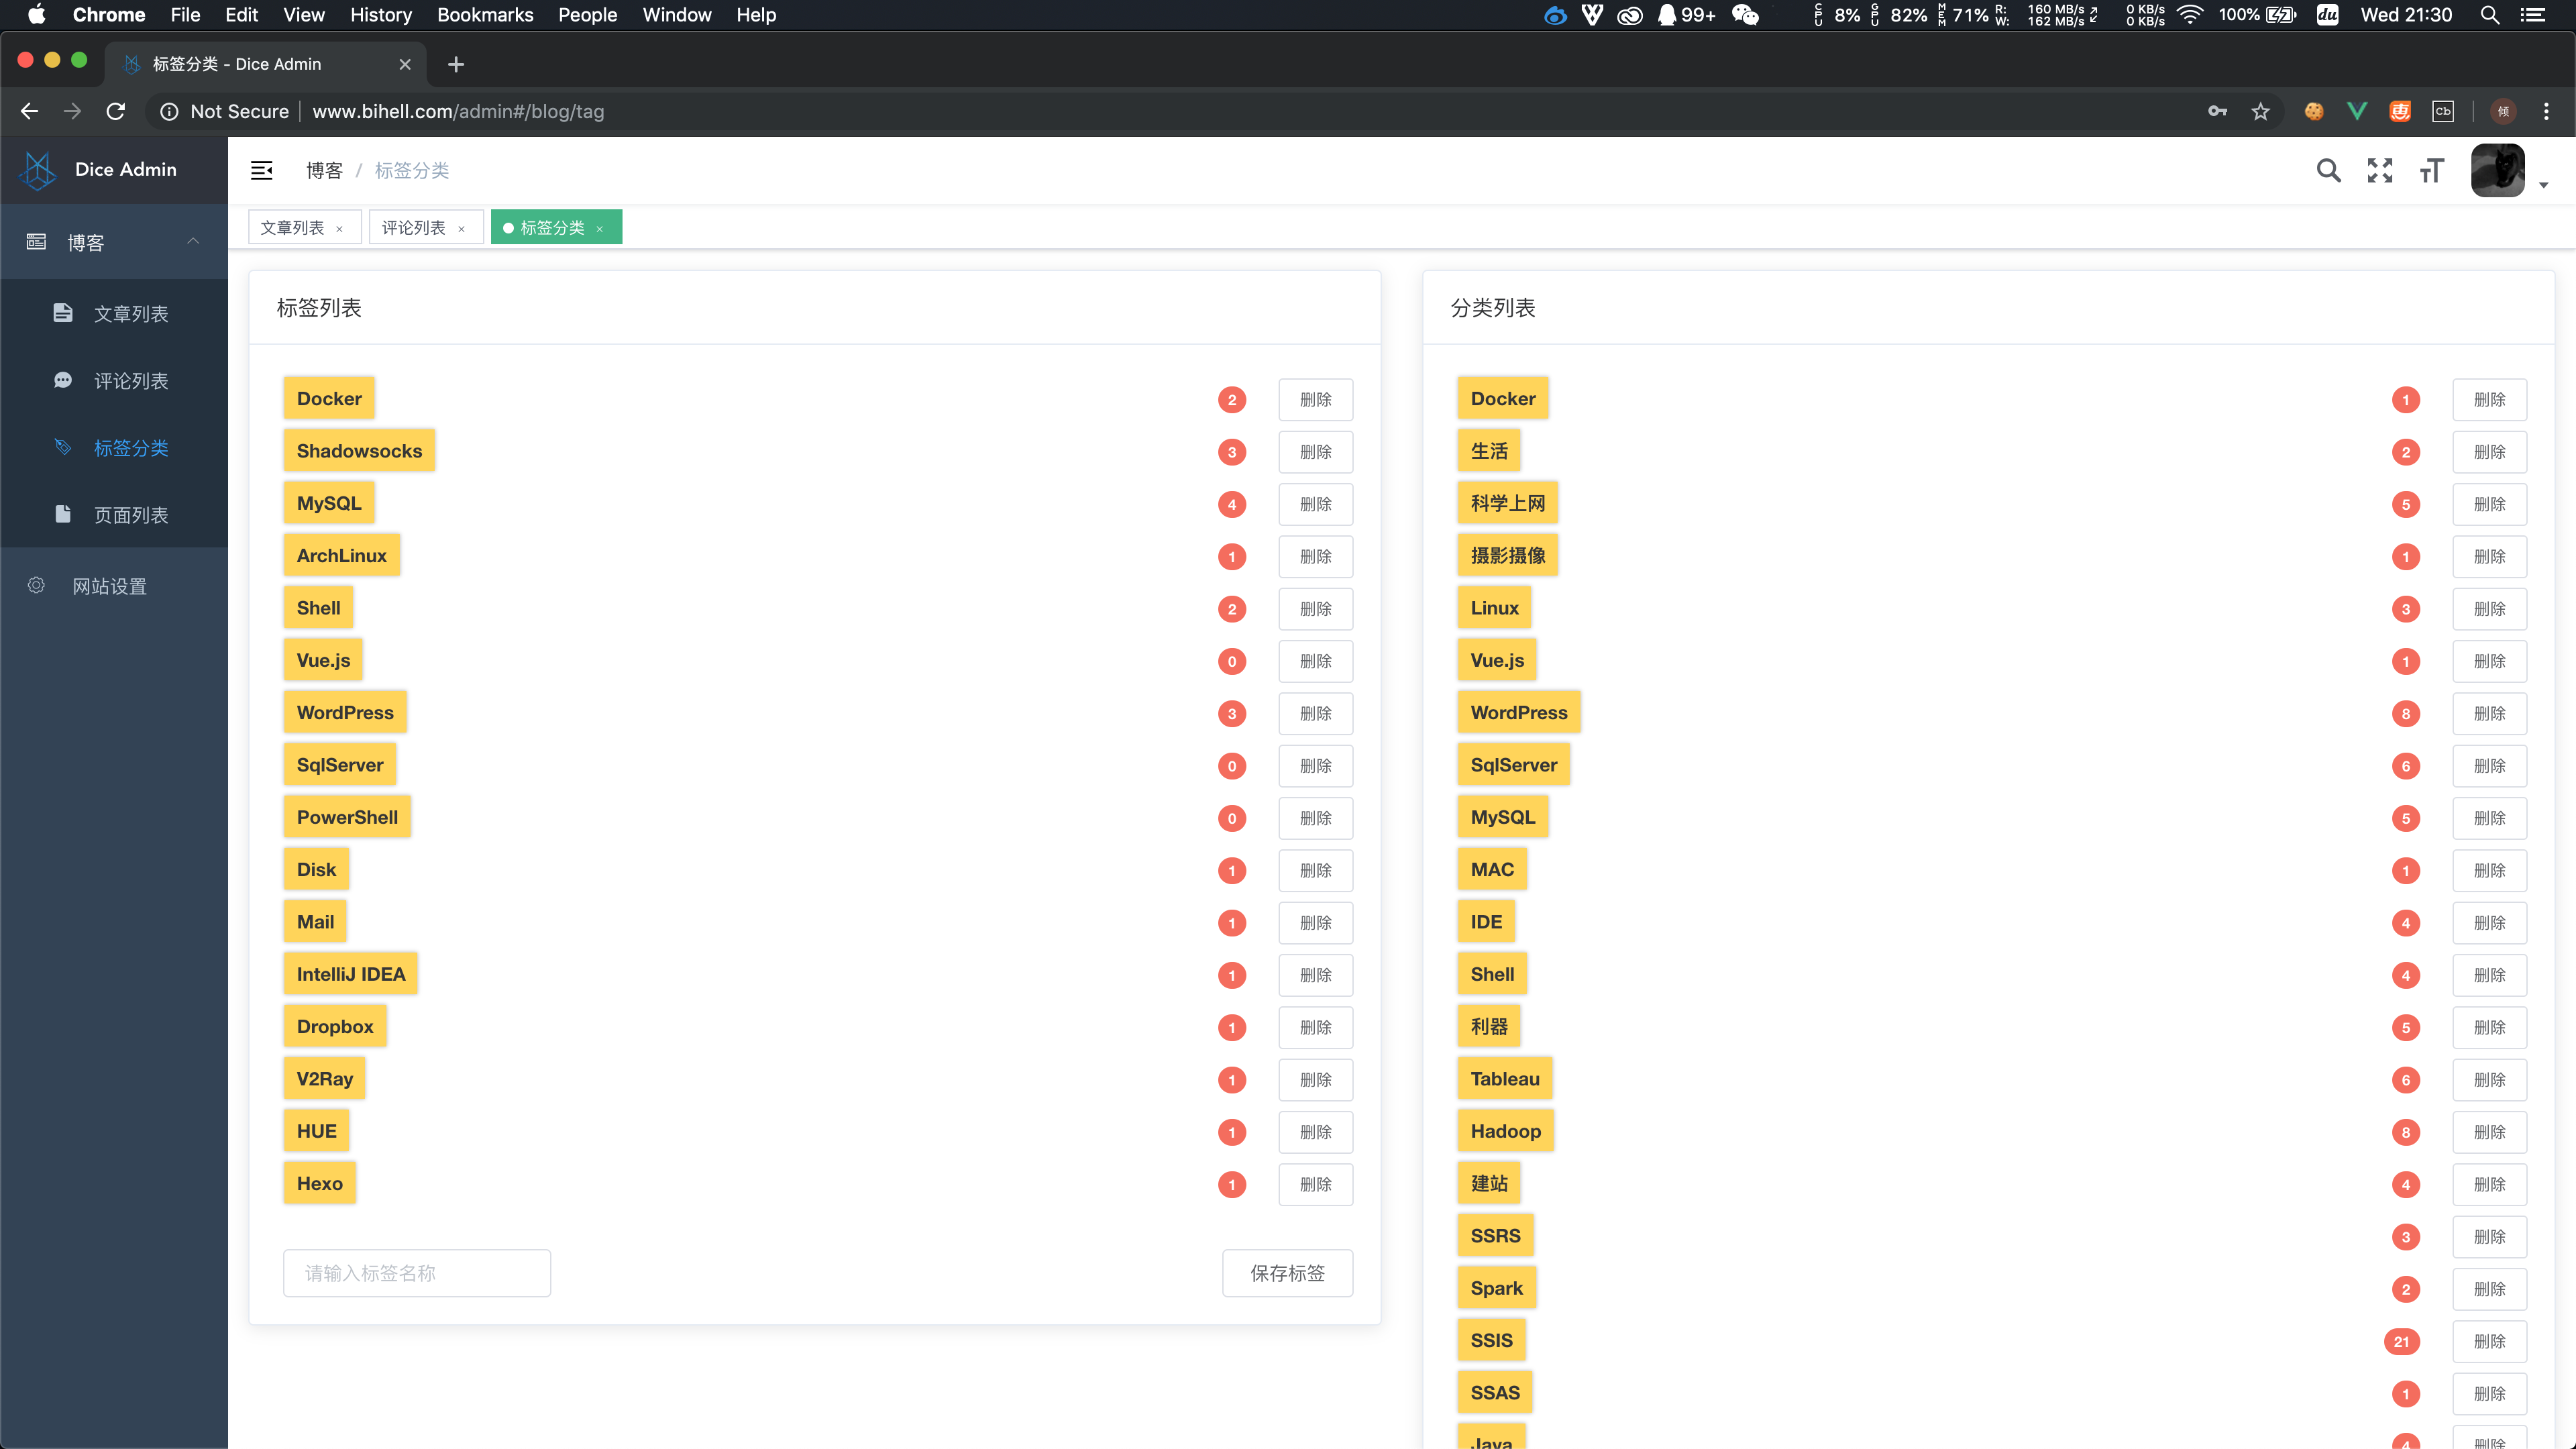 Chrome File Edit View History Bookmarks People Window Help
99+ CPU 8% GPU 82% MEM 71% R: W: 160 MB/s 162 MB/s 0 KB/s 0 KB/s 100% du Wed 21:30
标签分类 - Dice Admin
Not Secure www.bihell.com/admin#/blog/tag
惠 Cb 倾
Dice Admin
博客 / 标签分类
文章列表 × 评论列表 × 标签分类 ×
博客
文章列表
评论列表
标签分类
页面列表
网站设置
标签列表
Docker 2 删除
Shadowsocks 3 删除
MySQL 4 删除
ArchLinux 1 删除
Shell 2 删除
Vue.js 0 删除
WordPress 3 删除
SqlServer 0 删除
PowerShell 0 删除
Disk 1 删除
Mail 1 删除
IntelliJ IDEA 1 删除
Dropbox 1 删除
V2Ray 1 删除
HUE 1 删除
Hexo 1 删除
请输入标签名称 保存标签
分类列表
Docker 1 删除
生活 2 删除
科学上网 5 删除
摄影摄像 1 删除
Linux 3 删除
Vue.js 1 删除
WordPress 8 删除
SqlServer 6 删除
MySQL 5 删除
MAC 1 删除
IDE 4 删除
Shell 4 删除
利器 5 删除
Tableau 6 删除
Hadoop 8 删除
建站 4 删除
SSRS 3 删除
Spark 2 删除
SSIS 21 删除
SSAS 1 删除
Java 4 删除